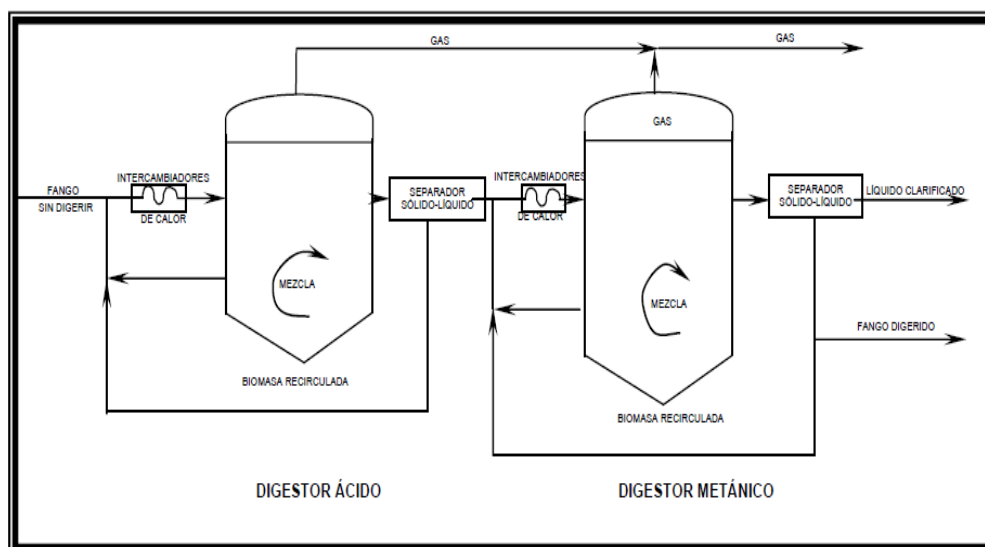 GAS
GAS
GAS
INTERCAMBIADORES
DE CALOR
FANGO
SIN DIGERIR
SEPARADOR
SÓLIDO-LÍQUIDO
INTERCAMBIADORES
DE CALOR
SEPARADOR
SÓLIDO-LÍQUIDO
LÍQUIDO CLARIFICADO
MEZCLA
MEZCLA
FANGO DIGERIDO
BIOMASA RECIRCULADA
BIOMASA RECIRCULADA
DIGESTOR ÁCIDO
DIGESTOR METÁNICO